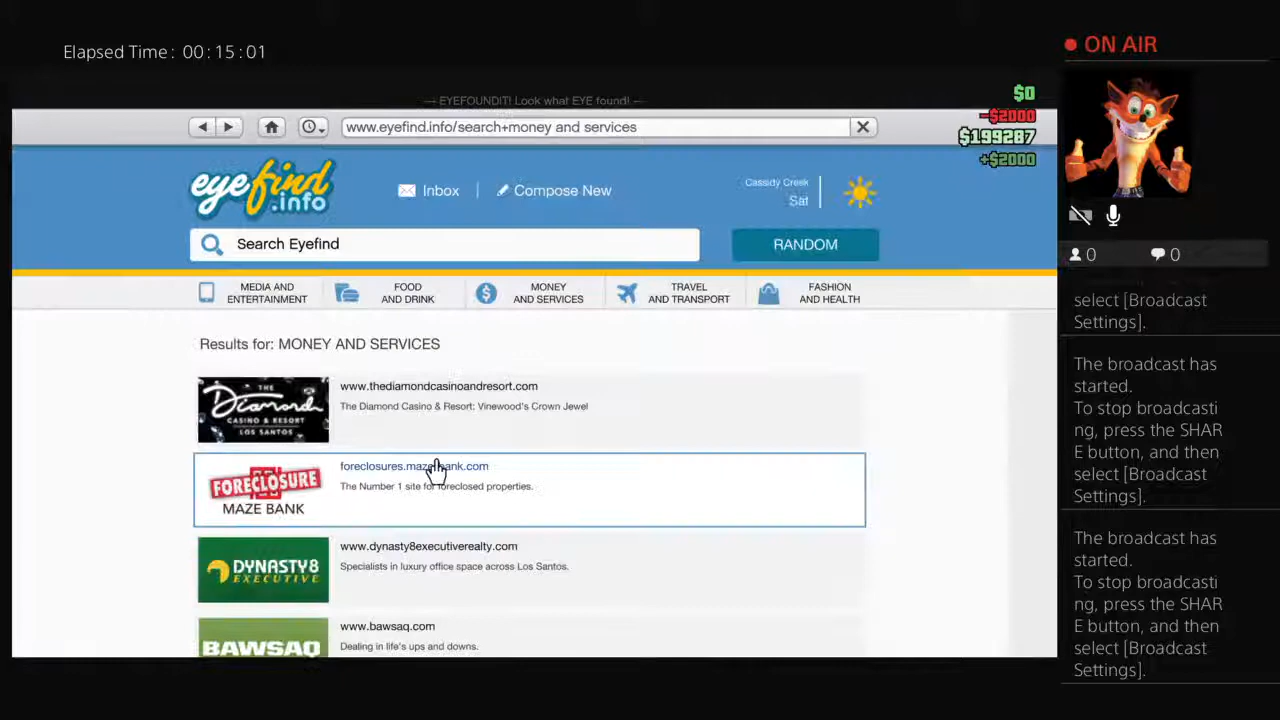 Elapsed Time: 00:15:01
ON AIR
— EYEFOUNDIT! Look what EYE found! —
$0
-$2000
$199287
+$2000
www.eyefind.info/search+money and services
eyefind.info
Inbox
Compose New
Cassidy Creek
Sat
Search Eyefind
RANDOM
MEDIA AND
ENTERTAINMENT
FOOD
AND DRINK
MONEY
AND SERVICES
TRAVEL
AND TRANSPORT
FASHION
AND HEALTH
Results for: MONEY AND SERVICES
THE
Diamond
CASINO & RESORT
LOS SANTOS
www.thediamondcasinoandresort.com
The Diamond Casino & Resort: Vinewood's Crown Jewel
FORECLOSURE
MAZE BANK
foreclosures.mazebank.com
The Number 1 site for foreclosed properties.
DYNASTY8
EXECUTIVE
www.dynasty8executiverealty.com
Specialists in luxury office space across Los Santos.
BAWSAQ
www.bawsaq.com
Dealing in life's ups and downs.
0
0
select [Broadcast
Settings].
The broadcast has
started.
To stop broadcasti
ng, press the SHAR
E button, and then
select [Broadcast
Settings].
The broadcast has
started.
To stop broadcasti
ng, press the SHAR
E button, and then
select [Broadcast
Settings].